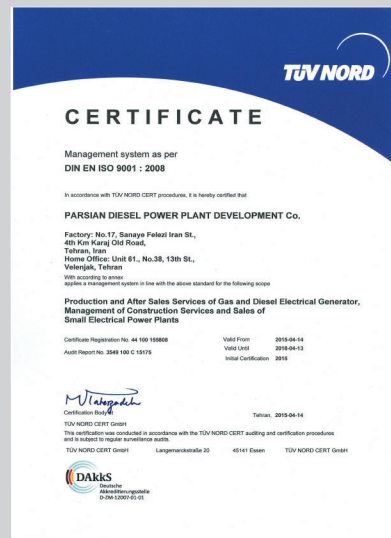 TÜV NORD
CERTIFICATE
Management system as per
DIN EN ISO 9001 : 2008
In accordance with TÜV NORD CERT procedures, it is hereby certified that
PARSIAN DIESEL POWER PLANT DEVELOPMENT Co.
Factory: No.17, Sanaye Felezi Iran St.,
4th Km Karaj Old Road,
Tehran, Iran
Home Office: Unit 61., No.38, 13th St.,
Velenjak, Tehran
With according to annex
applies a management system in line with the above standard for the following scope
Production and After Sales Services of Gas and Diesel Electrical Generator,
Management of Construction Services and Sales of
Small Electrical Power Plants
Certificate Registration No. 44 100 155808 Valid From 2015-04-14
Audit Report No. 3549 100 C 15175 Valid Until 2018-04-13
Initial Certification 2015
Certification Body
Tehran, 2015-04-14
TÜV NORD CERT GmbH
This certification was conducted in accordance with the TÜV NORD CERT auditing and certification procedures
and is subject to regular surveillance audits.
TÜV NORD CERT GmbH Langemarckstraße 20 45141 Essen TÜV NORD CERT GmbH
DAkkS
Deutsche
Akkreditierungsstelle
D-ZM-12007-01-01